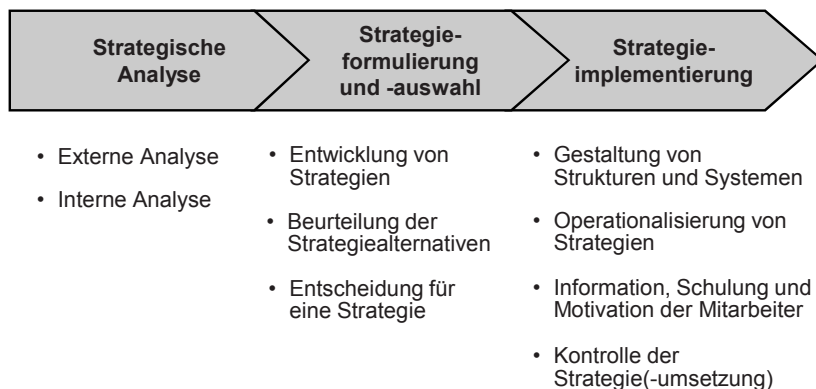 Strategische
Analyse
Strategie-
formulierung
und -auswahl
Strategie-
implementierung
• Externe Analyse
• Interne Analyse
• Entwicklung von
Strategien
• Beurteilung der
Strategiealternativen
• Entscheidung für
eine Strategie
• Gestaltung von
Strukturen und Systemen
• Operationalisierung von
Strategien
• Information, Schulung und
Motivation der Mitarbeiter
• Kontrolle der
Strategie(-umsetzung)